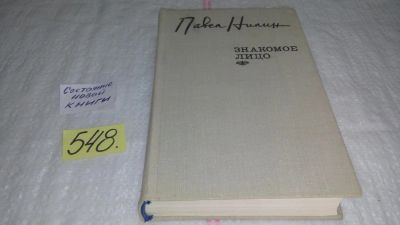 Павел Нилин
ЗНАКОМОЕ
ЛИЦО
Состояние
новой
книги
548.